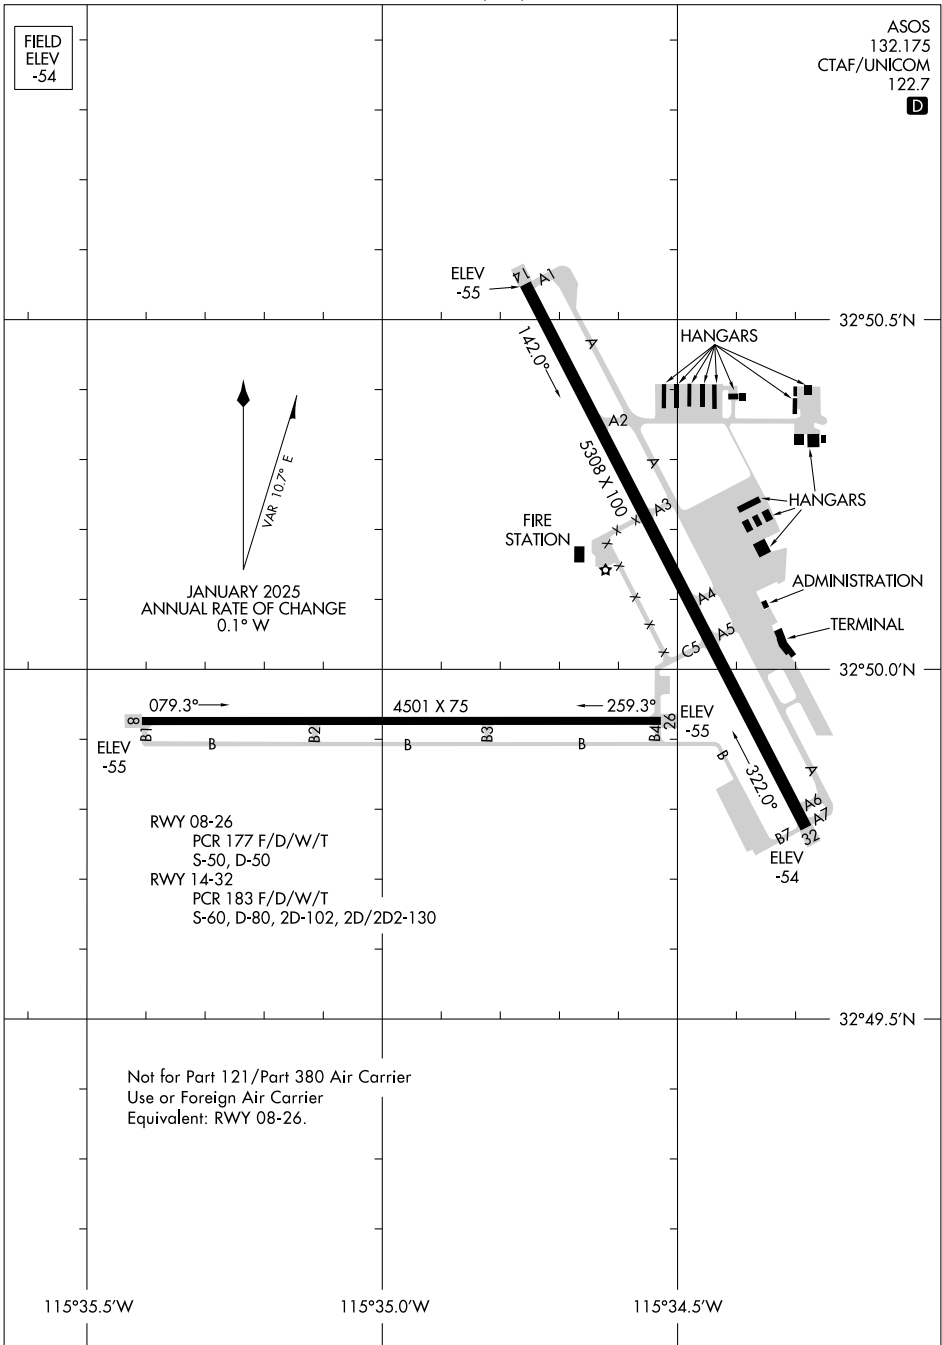 FIELD
ELEV
-54
ASOS
132.175
CTAF/UNICOM
122.7
D
ELEV
-55
14
A1
32°50.5'N
142.0°
A
HANGARS
A2
VAR 10.7° E
5308 X 100
A
A3
HANGARS
FIRE
STATION
JANUARY 2025
ANNUAL RATE OF CHANGE
0.1° W
A4
ADMINISTRATION
A5
TERMINAL
C5
32°50.0'N
8
079.3°
4501 X 75
259.3°
26
ELEV
-55
B1
B2
B3
B4
ELEV
-55
B
B
B
B
322.0°
A
A6
A7
B7
32
ELEV
-54
RWY 08-26
PCR 177 F/D/W/T
S-50, D-50
RWY 14-32
PCR 183 F/D/W/T
S-60, D-80, 2D-102, 2D/2D2-130
32°49.5'N
Not for Part 121/Part 380 Air Carrier
Use or Foreign Air Carrier
Equivalent: RWY 08-26.
115°35.5'W
115°35.0'W
115°34.5'W